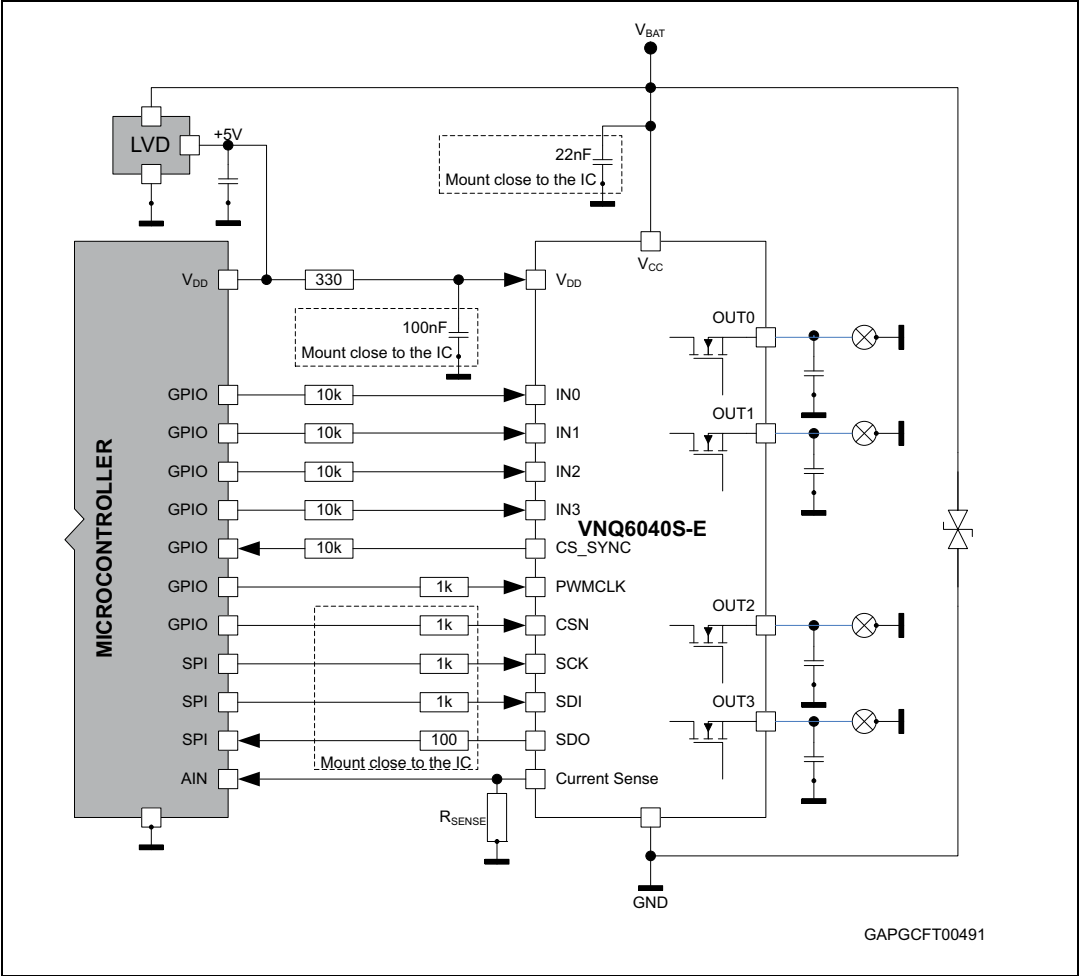 V_BAT
LVD
+5V
22nF
Mount close to the IC
V_CC
V_DD
330
V_DD
100nF
Mount close to the IC
OUT0
GPIO 10k IN0
OUT1
GPIO 10k IN1
GPIO 10k IN2
GPIO 10k IN3
VNQ6040S-E
MICROCONTROLLER
GPIO 10k CS_SYNC
GPIO 1k PWMCLK
OUT2
GPIO 1k CSN
SPI 1k SCK
SPI 1k SDI
OUT3
SPI 100 SDO
Mount close to the IC
AIN Current Sense
R_SENSE
GND
GAPGCFT00491